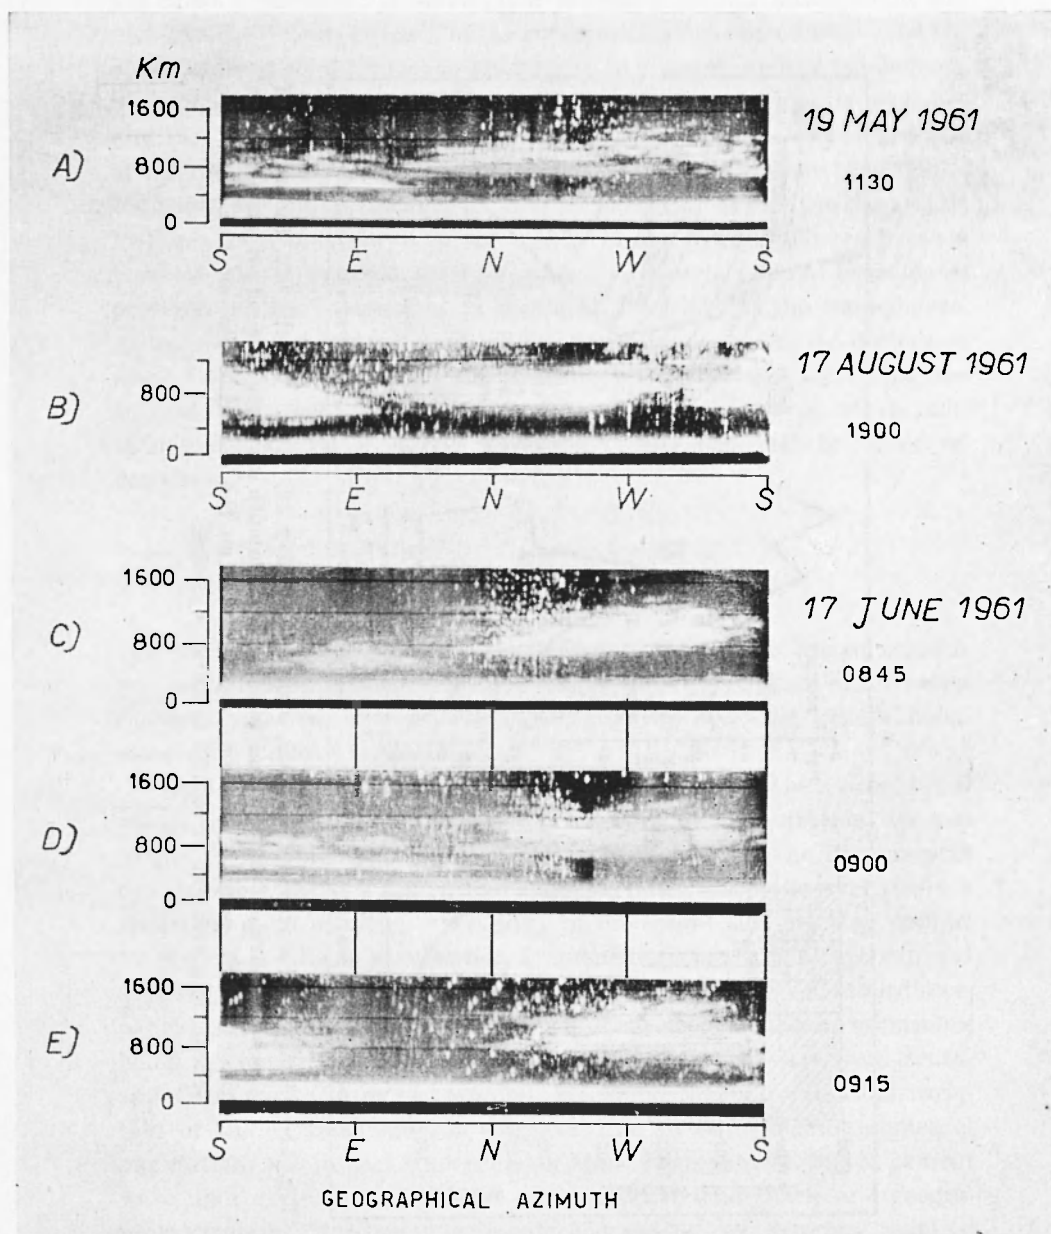 Km
A)
1600
800
0
19 MAY 1961
1130
S E N W S
B)
800
0
17 AUGUST 1961
1900
S E N W S
C)
1600
800
0
17 JUNE 1961
0845
D)
1600
800
0
0900
E)
1600
800
0
0915
S E N W S
GEOGRAPHICAL AZIMUTH